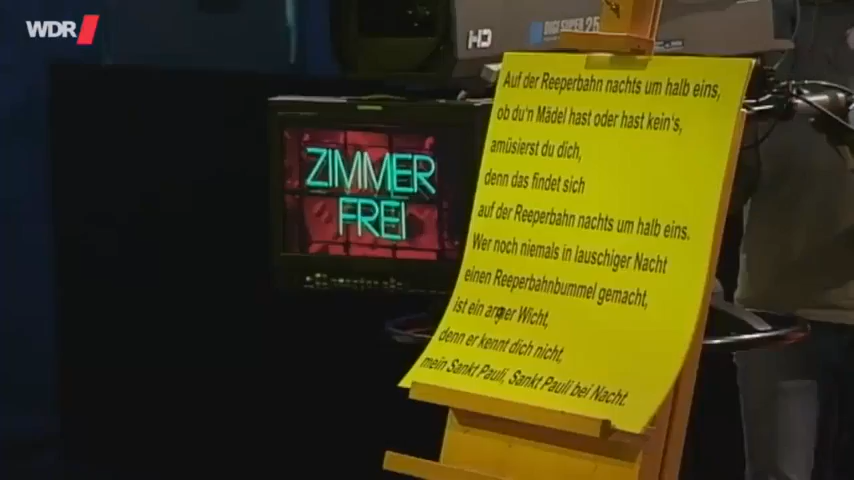 WDR
HD
DIGI SUPER 25
ZIMMER
FREI
Auf der Reeperbahn nachts um halb eins,
ob du'n Mädel hast oder hast kein's,
amüsierst du dich,
denn das findet sich
auf der Reeperbahn nachts um halb eins.
Wer noch niemals in lauschiger Nacht
einen Reeperbahnbummel gemacht,
ist ein armer Wicht,
denn er kennt dich nicht,
mein Sankt Pauli, Sankt Pauli bei Nacht.